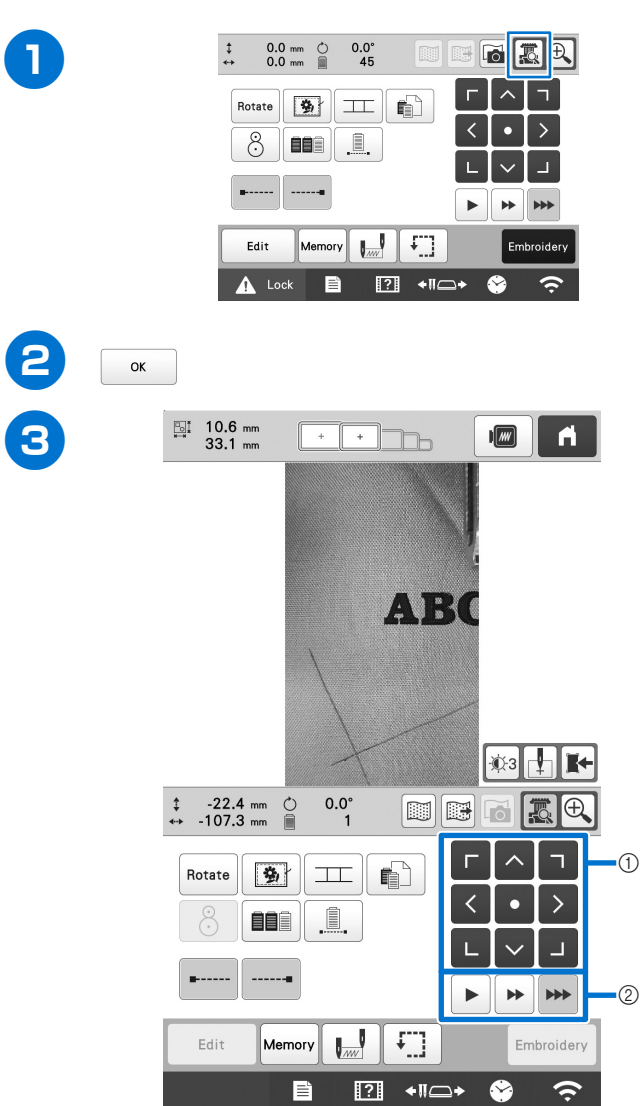 1
0.0 mm 0.0°
0.0 mm 45
Rotate
Edit Memory Embroidery
Lock ?
2
OK
3
10.6 mm
33.1 mm
ABC
3
-22.4 mm 0.0°
-107.3 mm 1
①
Rotate
②
Edit Memory Embroidery
?